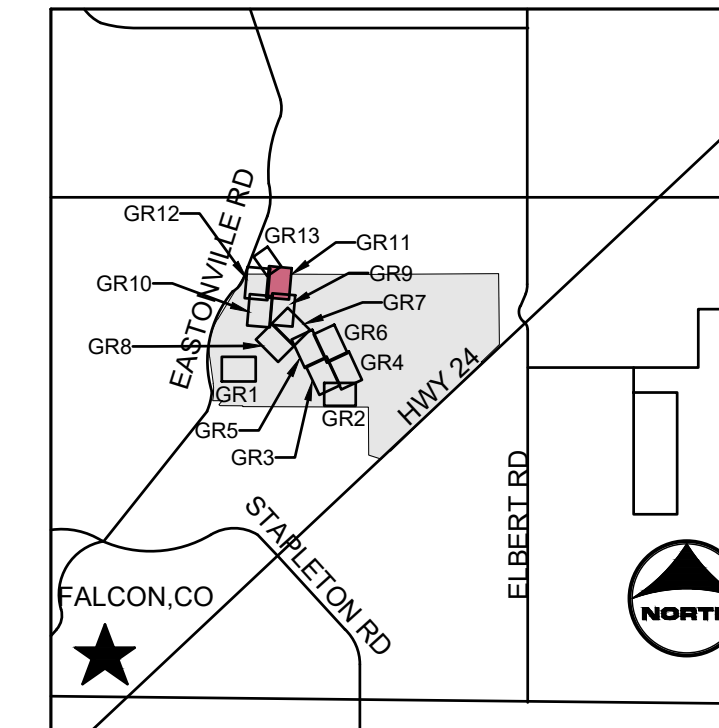 EASTONVILLE RD
GR12
GR13
GR11
GR10
GR9
GR7
GR8
GR6
GR4
GR1
GR2
GR5
GR3
HWY 24
ELBERT RD
STAPLETON RD
FALCON,CO
NORTH